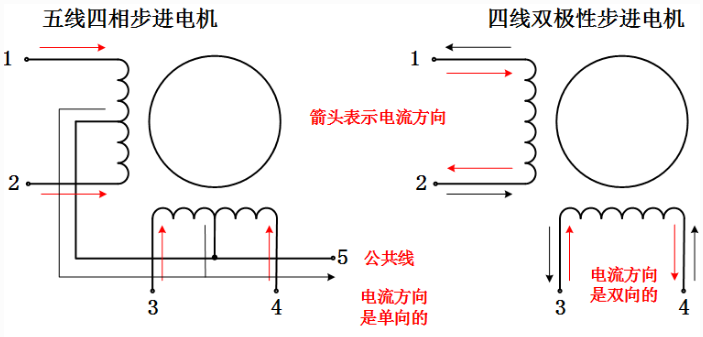 五线四相步进电机
四线双极性步进电机
1
1
箭头表示电流方向
2
2
5
公共线
电流方向
是单向的
电流方向
是双向的
3
4
3
4